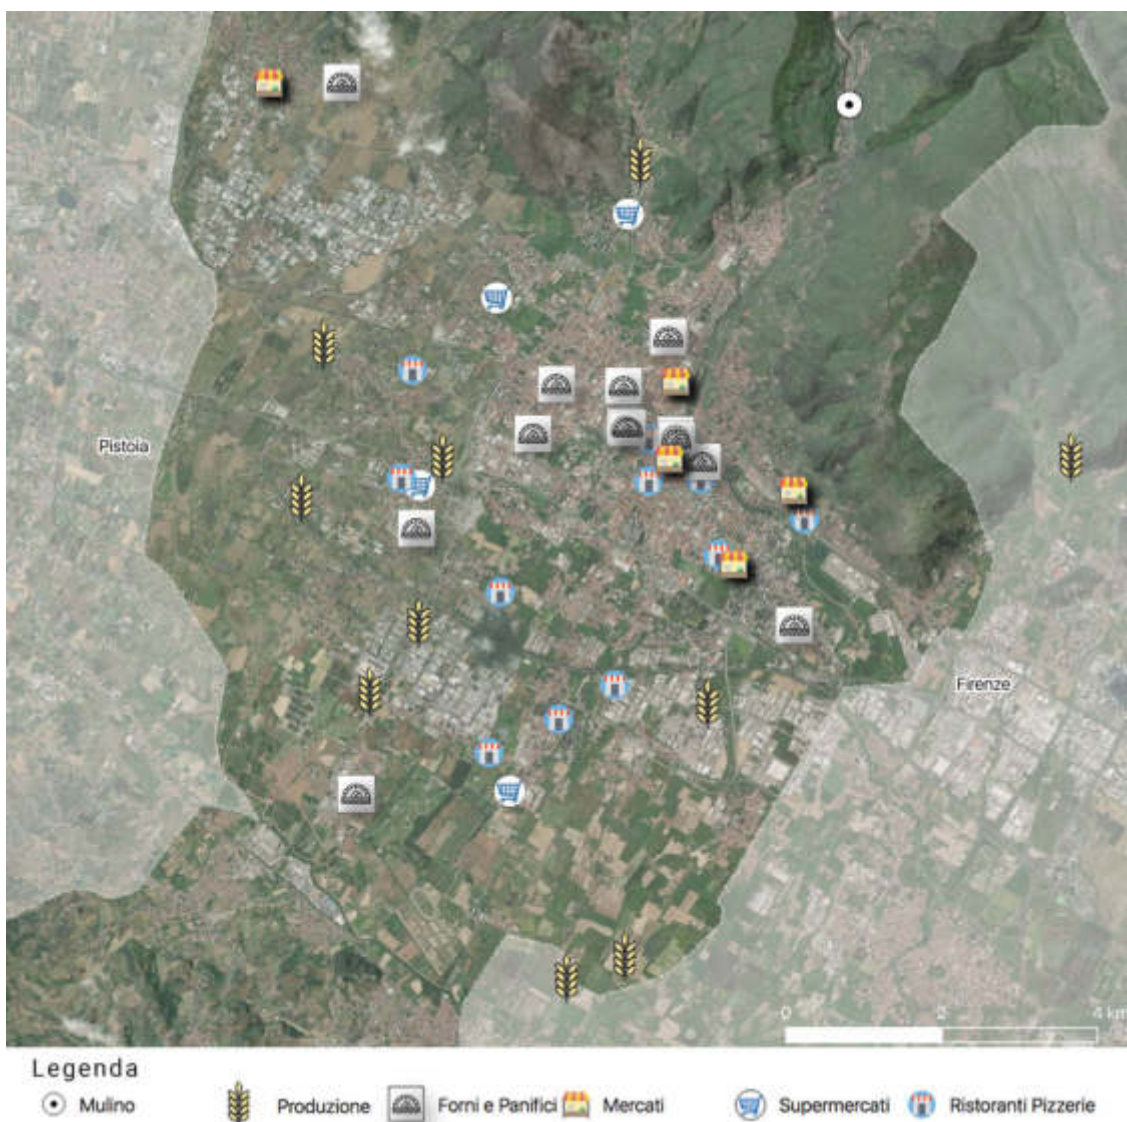 Pistoia
Firenze
0 2 4 km
Legenda
Mulino Produzione Forni e Panifici Mercati Supermercati Ristoranti Pizzerie